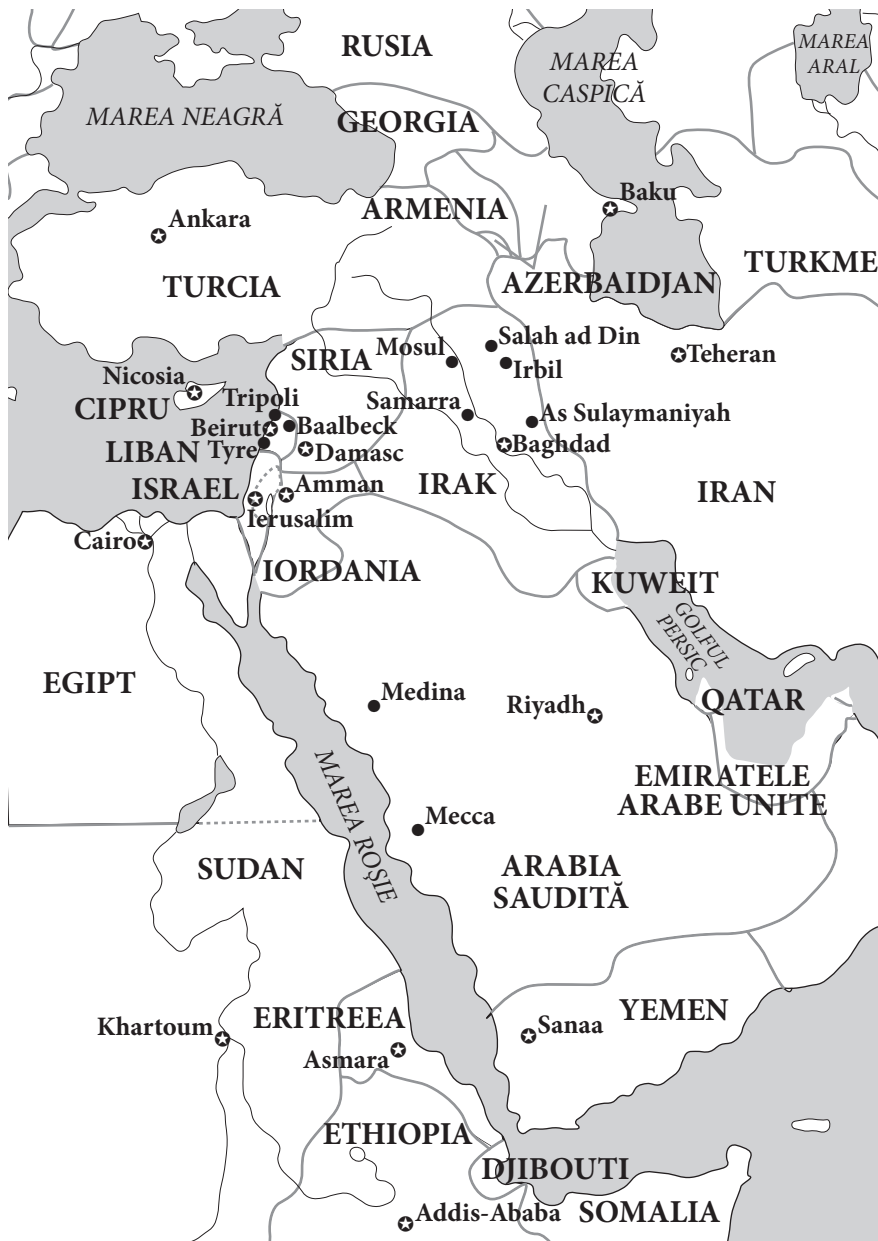 RUSIA
MAREA
CASPICĂ
MAREA
ARAL
MAREA NEAGRĂ
GEORGIA
Baku
ARMENIA
Ankara
TURCIA
AZERBAIDJAN
TURKME
Salah ad Din
Mosul
SIRIA
Irbil
Teheran
Nicosia
CIPRU
Tripoli
Samarra
As Sulaymaniyah
Beirut
Baalbeck
LIBAN
Tyre
Damasc
Baghdad
ISRAEL
Amman
IRAK
IRAN
Ierusalim
Cairo
IORDANIA
KUWEIT
GOLFUL
PERSIC
EGIPT
Medina
Riyadh
QATAR
EMIRATELE
ARABE UNITE
MAREA ROȘIE
Mecca
SUDAN
ARABIA
SAUDITĂ
Khartoum
ERITREEA
Sanaa
YEMEN
Asmara
ETHIOPIA
DJIBOUTI
Addis-Ababa
SOMALIA